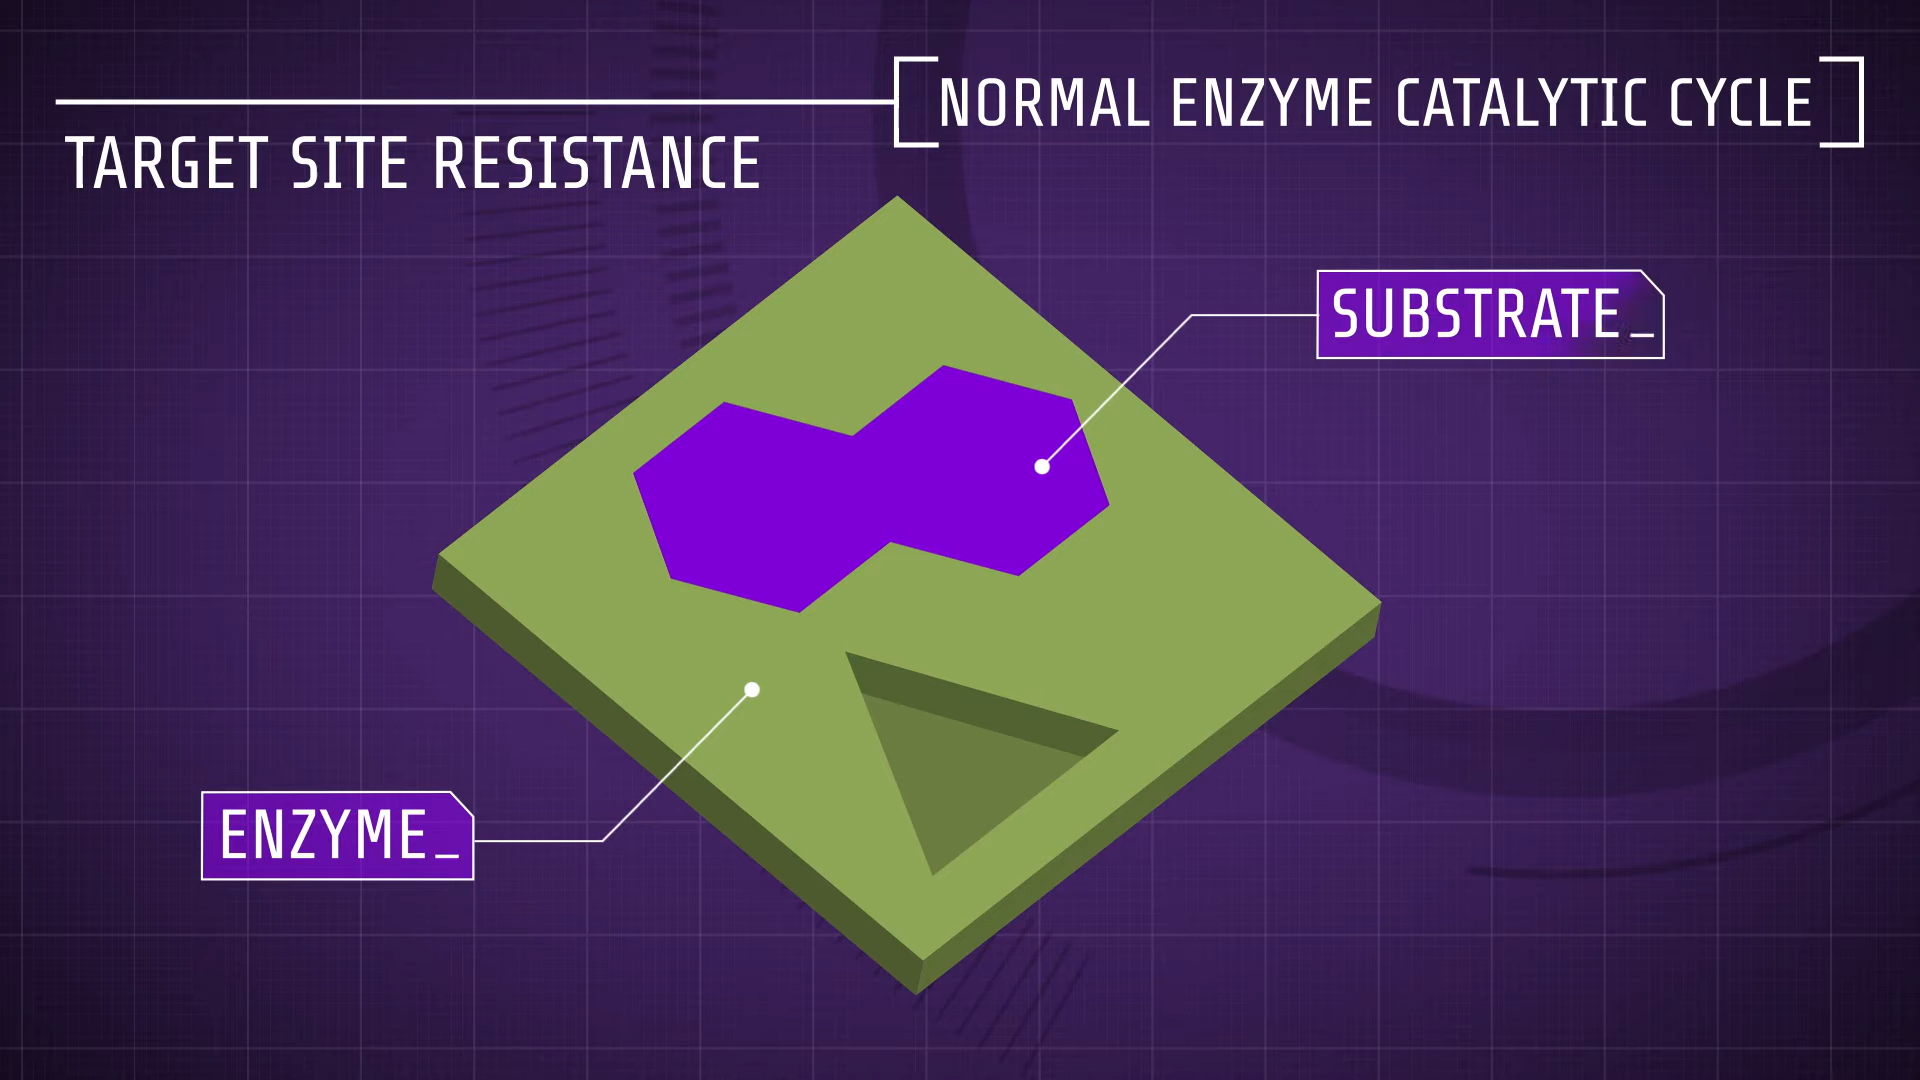 NORMAL ENZYME CATALYTIC CYCLE
TARGET SITE RESISTANCE
SUBSTRATE_
ENZYME_